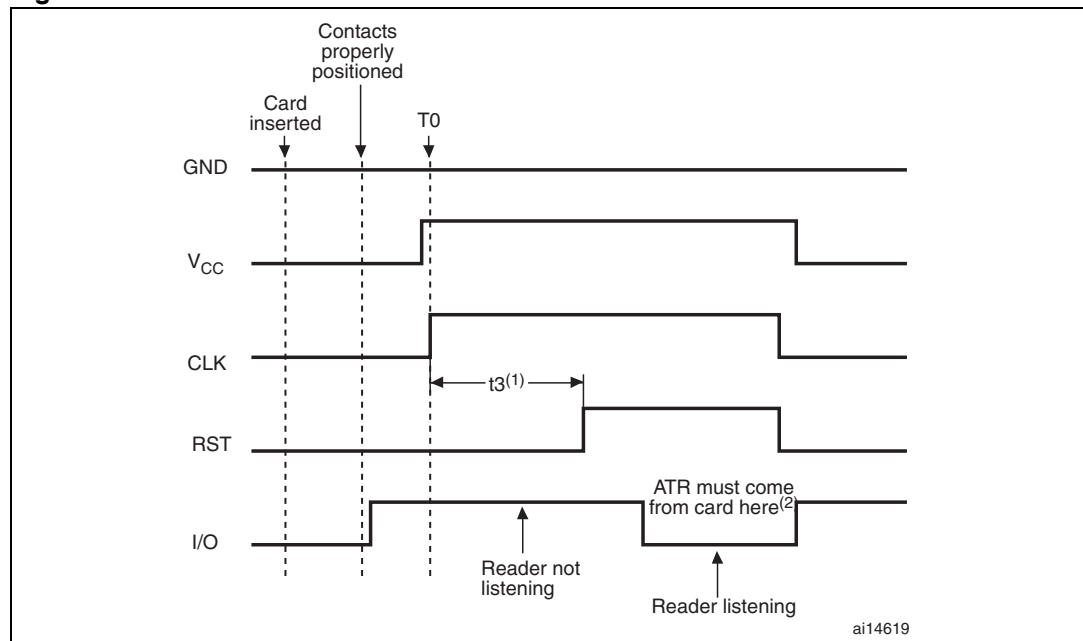 Contacts
properly
positioned
Card
inserted
T0
GND
VCC
CLK
t3(1)
RST
ATR must come
from card here(2)
I/O
Reader not
listening
Reader listening
ai14619